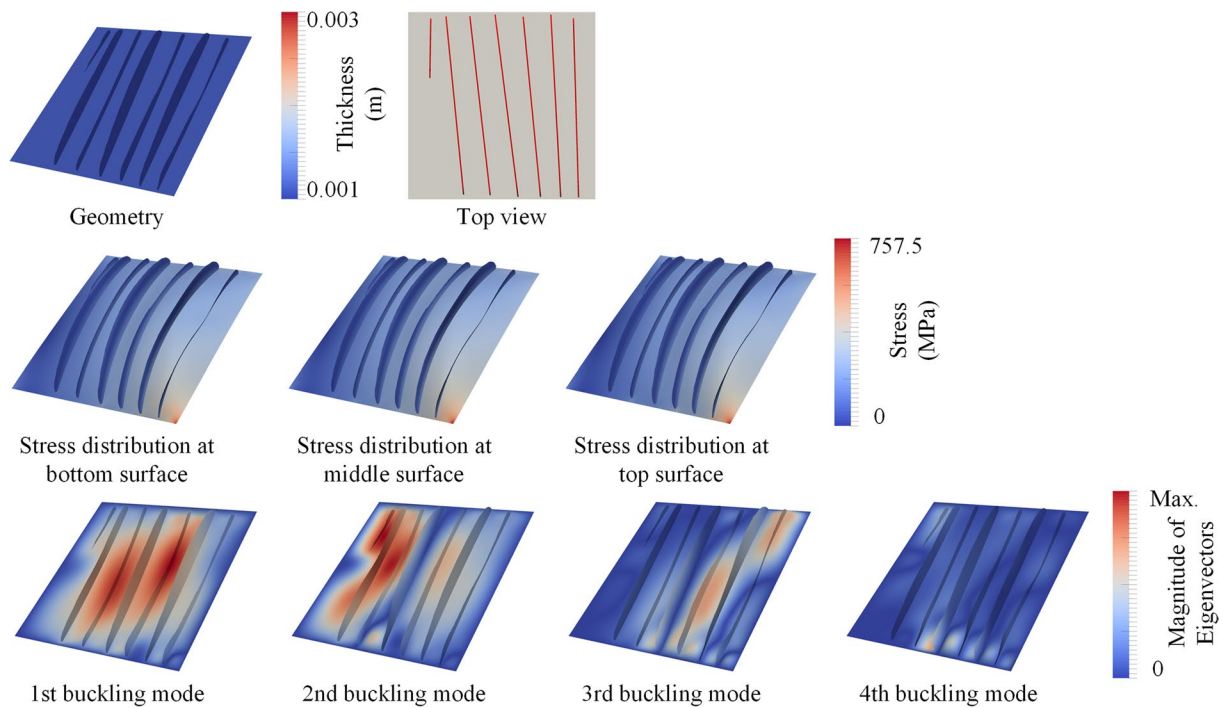 0.003
Thickness
(m)
0.001
Geometry
Top view
757.5
Stress
(MPa)
0
Stress distribution at
bottom surface
Stress distribution at
middle surface
Stress distribution at
top surface
Max.
Magnitude of
Eigenvectors
0
1st buckling mode
2nd buckling mode
3rd buckling mode
4th buckling mode